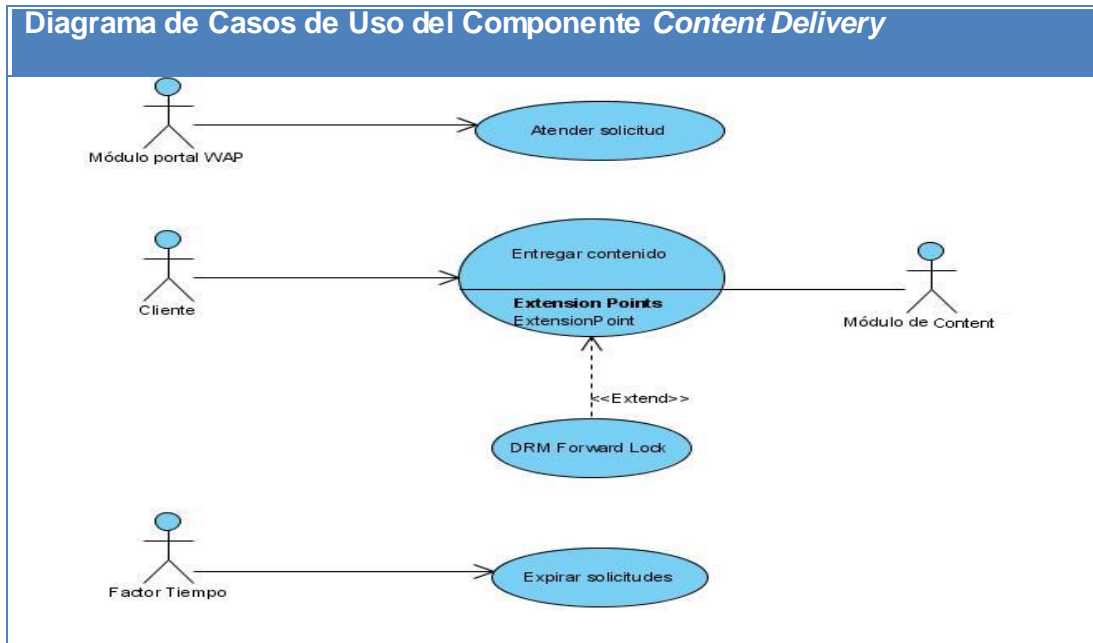 Diagrama de Casos de Uso del Componente Content Delivery
Atender solicitud
Módulo portal WAP
Entregar contenido
Extension Points
ExtensionPoint
Cliente
Módulo de Content
<<Extend>>
DRM Forward Lock
Expirar solicitudes
Factor Tiempo